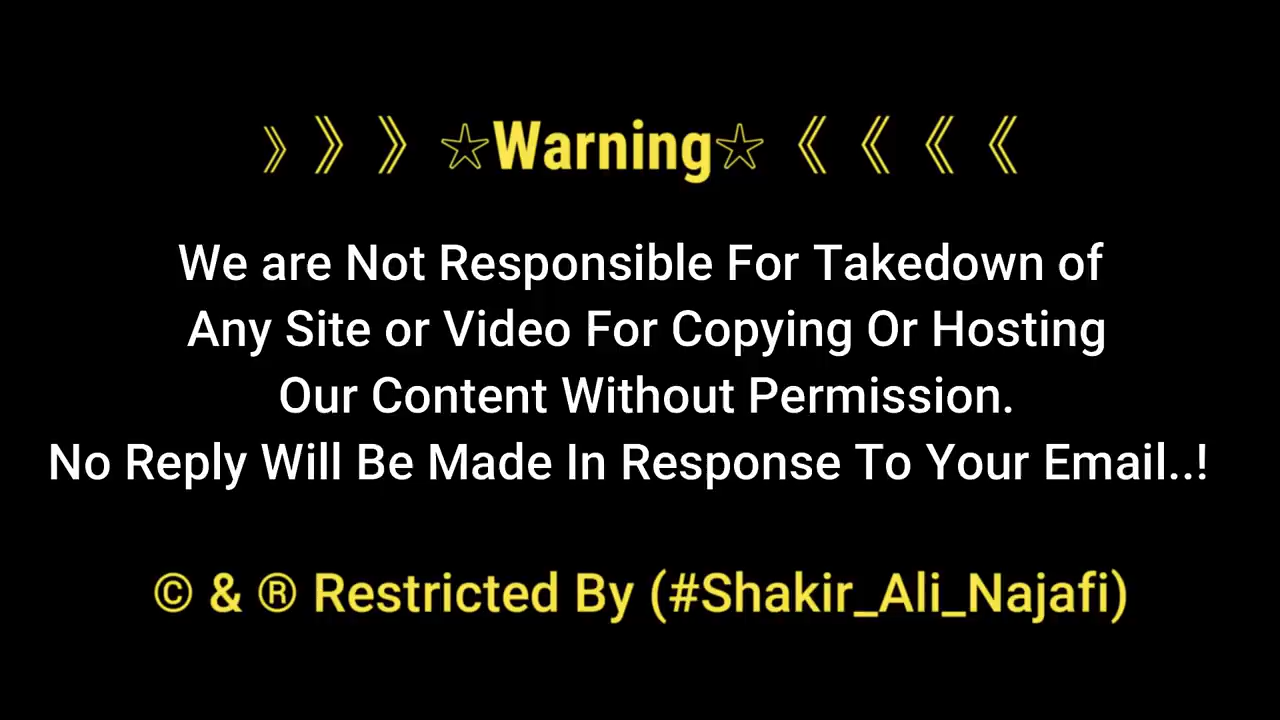 》》》☆Warning☆《《《《
We are Not Responsible For Takedown of
Any Site or Video For Copying Or Hosting
Our Content Without Permission.
No Reply Will Be Made In Response To Your Email..!
© & ® Restricted By (#Shakir_Ali_Najafi)